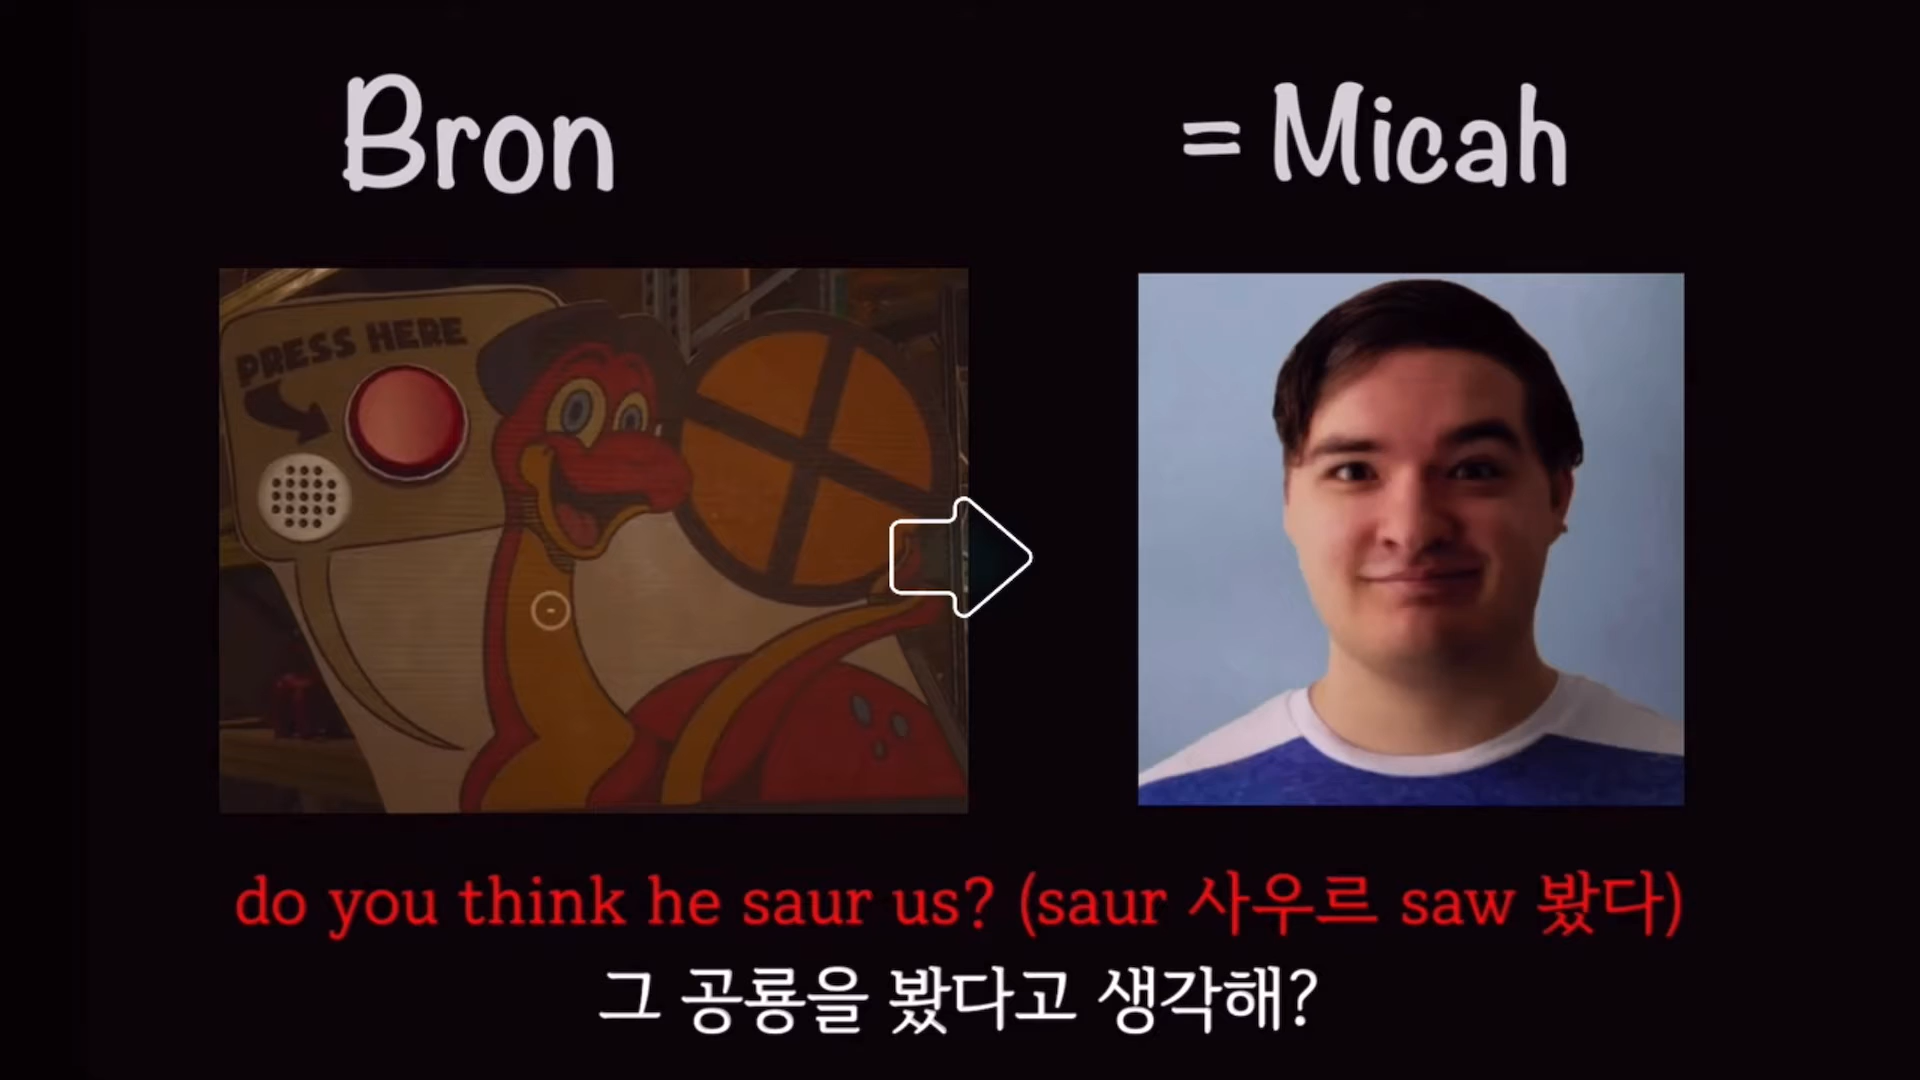 Bron
= Micah
PRESS HERE
do you think he saur us? (saur 사우르 saw 봤다)
그 공룡을 봤다고 생각해?